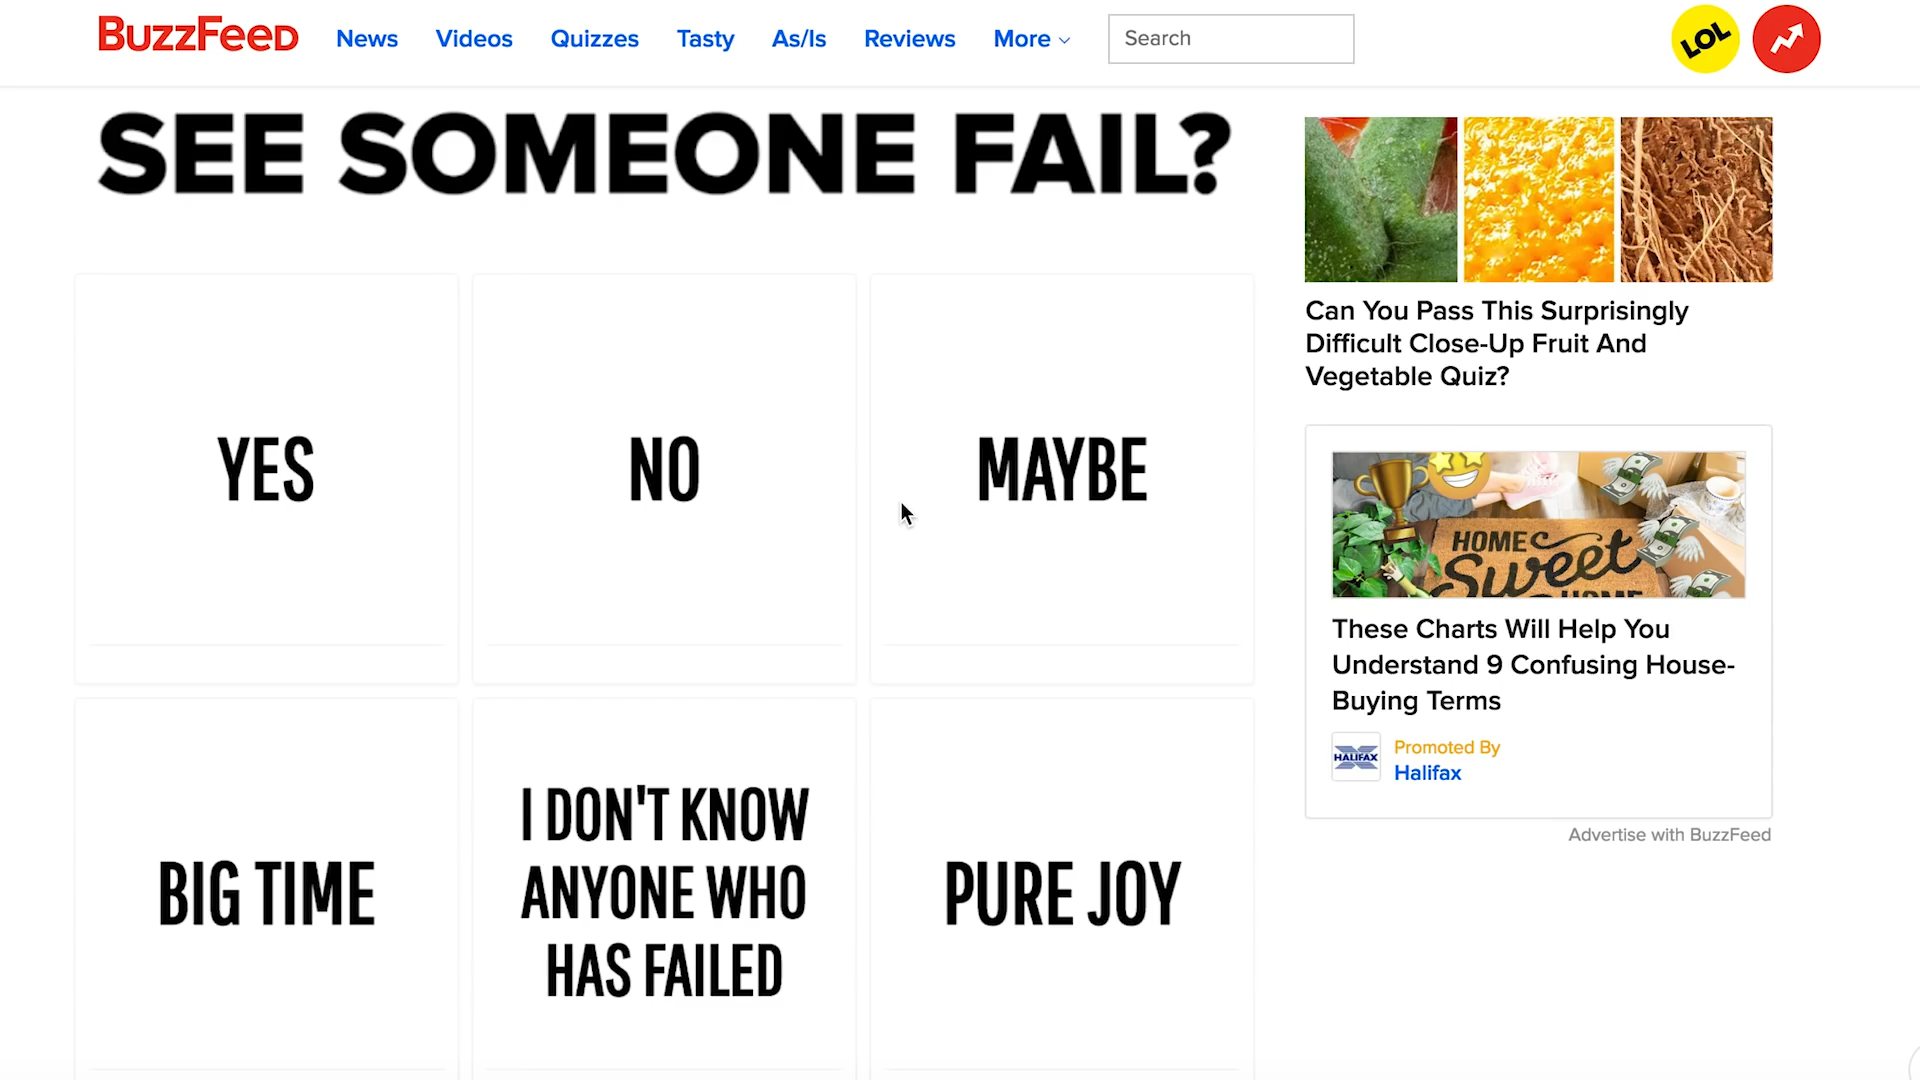 BuzzFeeD
News
Videos
Quizzes
Tasty
As/Is
Reviews
More
Search
LOL
SEE SOMEONE FAIL?
YES
NO
MAYBE
BIG TIME
I DON'T KNOW
ANYONE WHO
HAS FAILED
PURE JOY
Can You Pass This Surprisingly
Difficult Close-Up Fruit And
Vegetable Quiz?
HOME
Sweet
HOME
These Charts Will Help You
Understand 9 Confusing House-
Buying Terms
HALIFAX
Promoted By
Halifax
Advertise with BuzzFeed